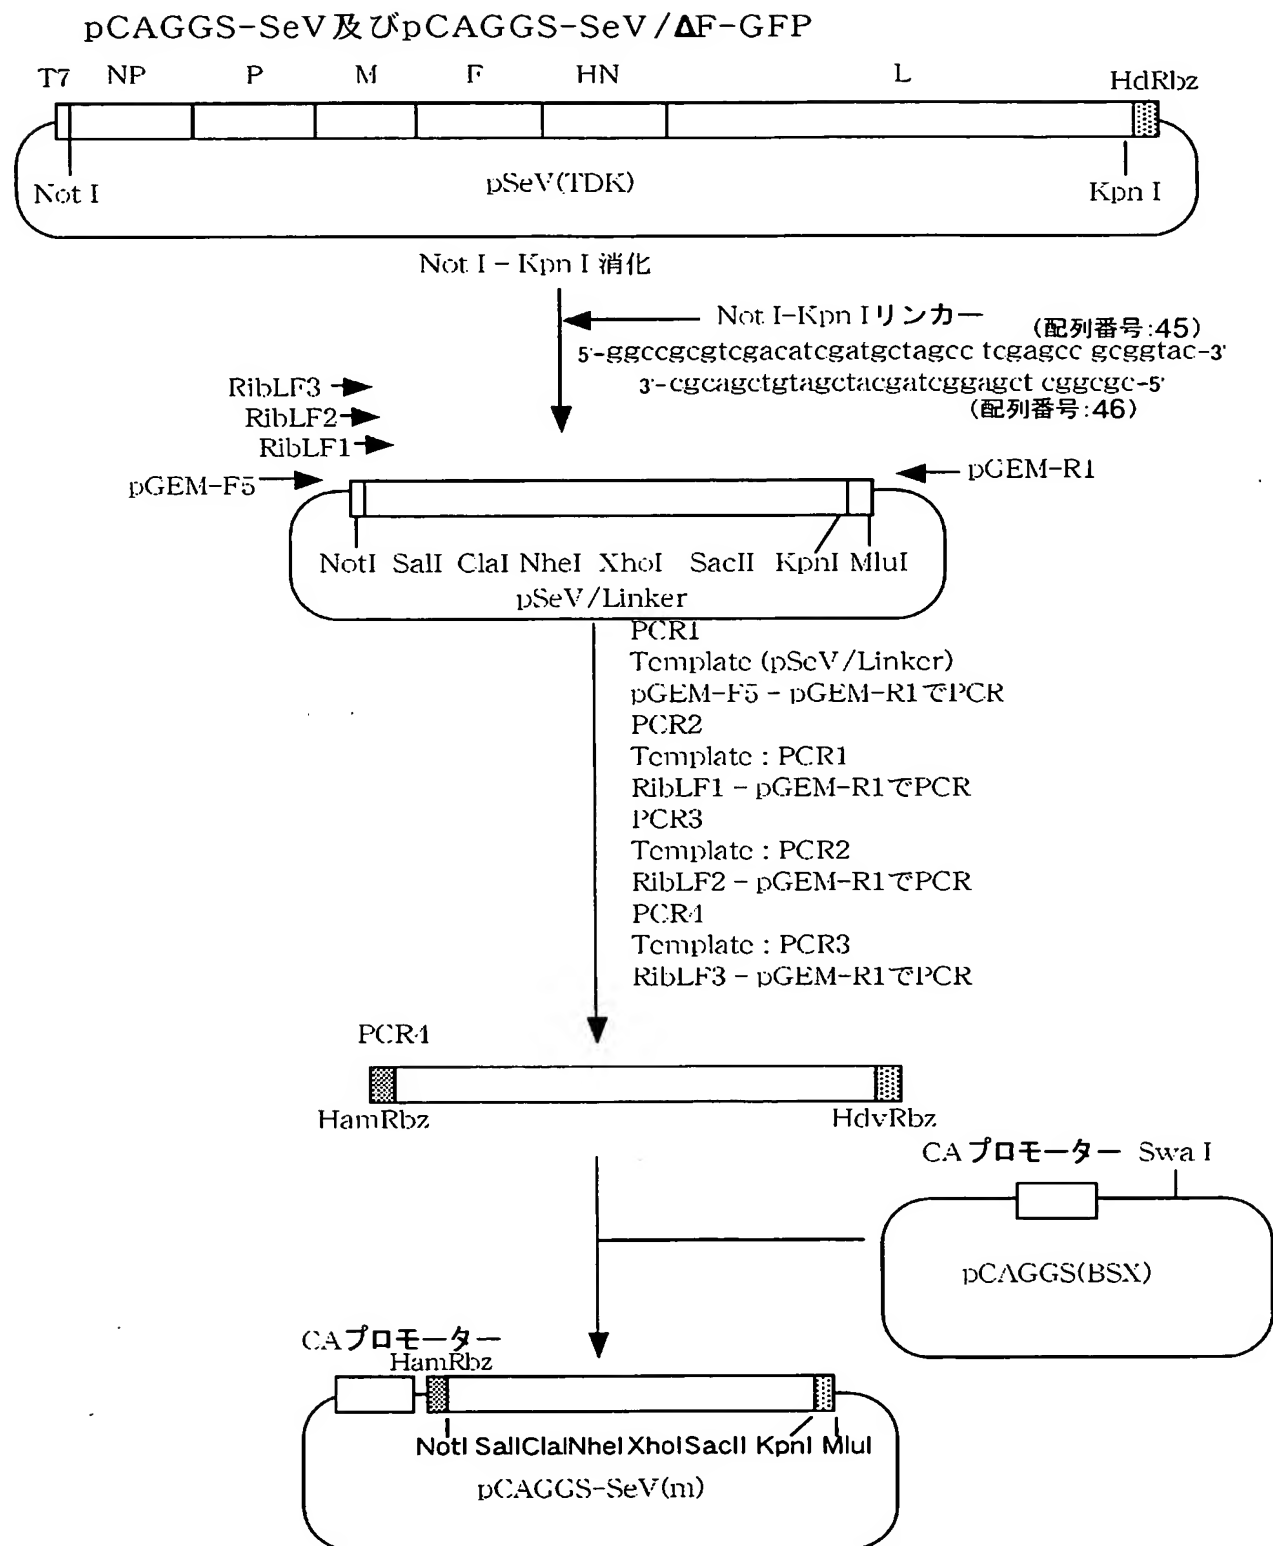 pCAGGS-SeV及びpCAGGS-SeV/ΔF-GFP
T7 NP P M F HN L HdRbz
Not I pSeV(TDK) Kpn I
Not I - Kpn I 消化
Not I-Kpn Iリンカー
(配列番号:45)
5'-ggccgcgtcgacatcgatgctagcc tcgagcc gcggtac-3'
3'-cgcagctgtagctacgatcggagct cggcgc-5'
(配列番号:46)
RibLF3
RibLF2
RibLF1
pGEM-F5 pGEM-R1
NotI SalI ClaI NheI XhoI SacII KpnI MluI
pSeV/Linker
PCR1
Template (pSeV/Linker)
pGEM-F5 - pGEM-R1でPCR
PCR2
Template : PCR1
RibLF1 - pGEM-R1でPCR
PCR3
Template : PCR2
RibLF2 - pGEM-R1でPCR
PCR4
Template : PCR3
RibLF3 - pGEM-R1でPCR
PCR4
HamRbz HdvRbz
CAプロモーター Swa I
pCAGGS(BSX)
CAプロモーター
HamRbz
NotI SalIClaINheI XhoISacII KpnI MluI
pCAGGS-SeV(m)